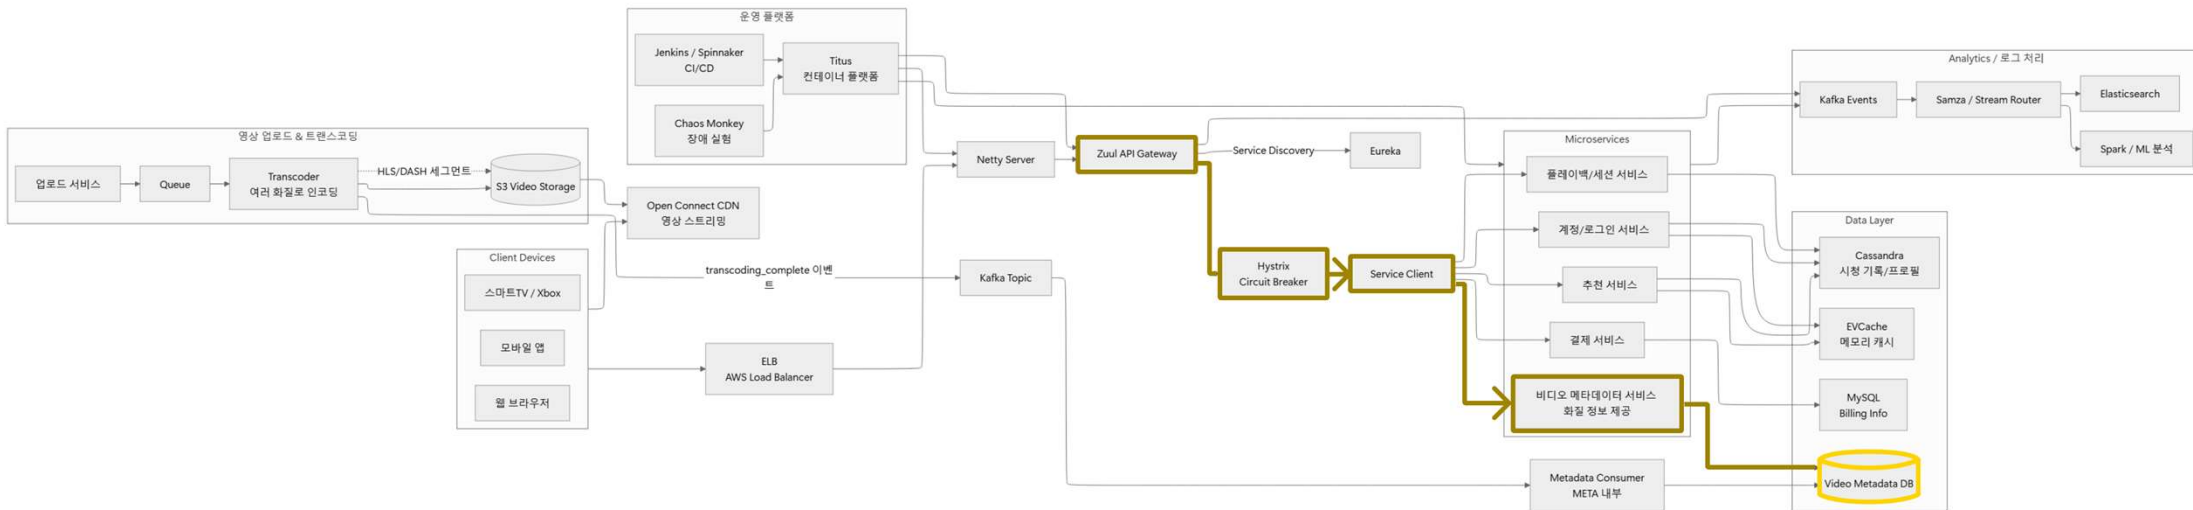 운영 플랫폼
Jenkins / Spinnaker
CI/CD
Titus
컨테이너 플랫폼
Chaos Monkey
장애 실험
영상 업로드 & 트랜스코딩
업로드 서비스
Queue
Transcoder
여러 화질로 인코딩
HLS/DASH 세그먼트
S3 Video Storage
Open Connect CDN
영상 스트리밍
Client Devices
스마트TV / Xbox
모바일 앱
웹 브라우저
transcoding_complete 이벤
트
ELB
AWS Load Balancer
Netty Server
Kafka Topic
Zuul API Gateway
Service Discovery
Eureka
Hystrix
Circuit Breaker
Service Client
Microservices
플레이백/세션 서비스
계정/로그인 서비스
추천 서비스
결제 서비스
비디오 메타데이터 서비스
화질 정보 제공
Metadata Consumer
META 내부
Analytics / 로그 처리
Kafka Events
Samza / Stream Router
Elasticsearch
Spark / ML 분석
Data Layer
Cassandra
시청 기록/프로필
EVCache
메모리 캐시
MySQL
Billing Info
Video Metadata DB